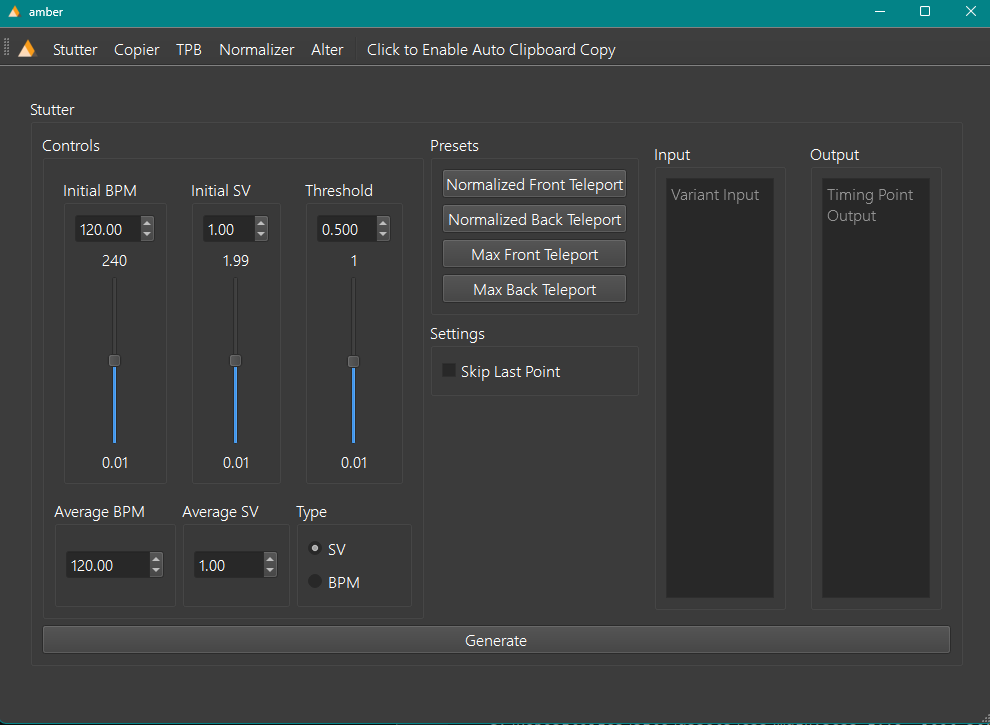 amber
Stutter Copier TPB Normalizer Alter Click to Enable Auto Clipboard Copy
Stutter
Controls
Initial BPM
120.00
240
0.01
Initial SV
1.00
1.99
0.01
Threshold
0.500
1
0.01
Average BPM
120.00
Average SV
1.00
Type
SV
BPM
Presets
Normalized Front Teleport
Normalized Back Teleport
Max Front Teleport
Max Back Teleport
Settings
Skip Last Point
Input
Variant Input
Output
Timing Point
Output
Generate